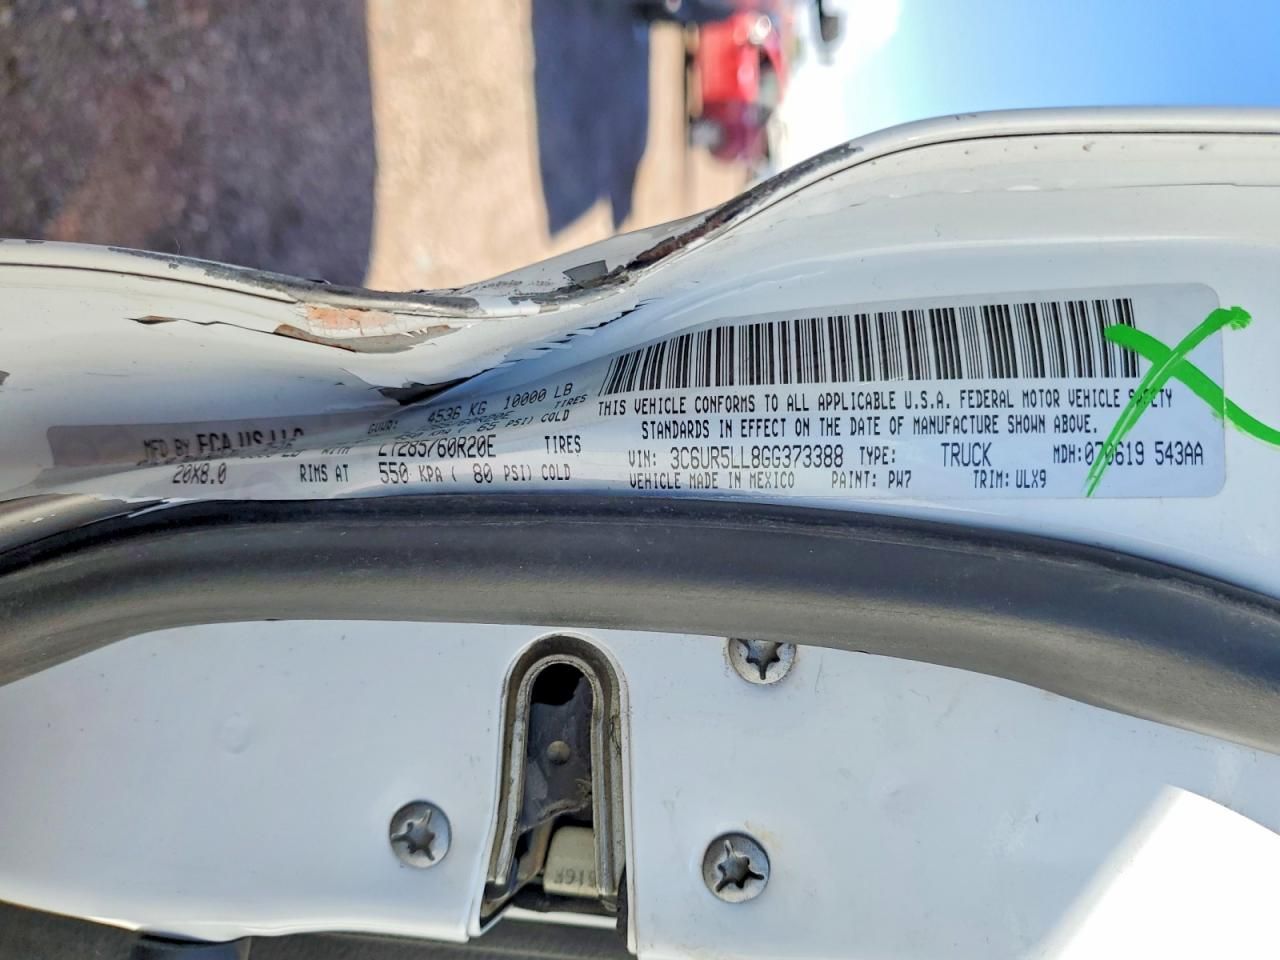 MFD BY FCA US LLC
GVWR: 4536 KG 10000 LB
65 PSI) COLD TIRES
WITH LT285/60R20E TIRES
20X8.0 RIMS AT 550 KPA ( 80 PSI) COLD
THIS VEHICLE CONFORMS TO ALL APPLICABLE U.S.A. FEDERAL MOTOR VEHICLE SAFETY
STANDARDS IN EFFECT ON THE DATE OF MANUFACTURE SHOWN ABOVE.
VIN: 3C6UR5LL8GG373388 TYPE: TRUCK MDH: 070619 543AA
VEHICLE MADE IN MEXICO PAINT: PW7 TRIM: ULX9
X